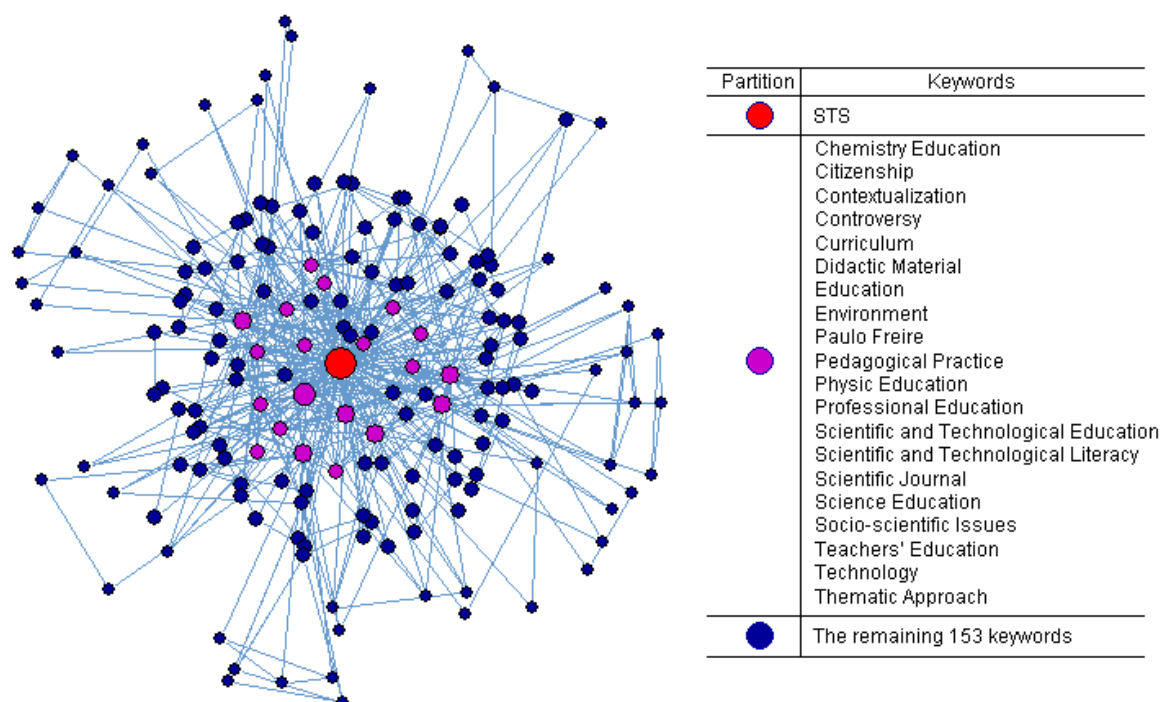 Partition Keywords
STS
Chemistry Education
Citizenship
Contextualization
Controversy
Curriculum
Didactic Material
Education
Environment
Paulo Freire
Pedagogical Practice
Physic Education
Professional Education
Scientific and Technological Education
Scientific and Technological Literacy
Scientific Journal
Science Education
Socio-scientific Issues
Teachers' Education
Technology
Thematic Approach
The remaining 153 keywords